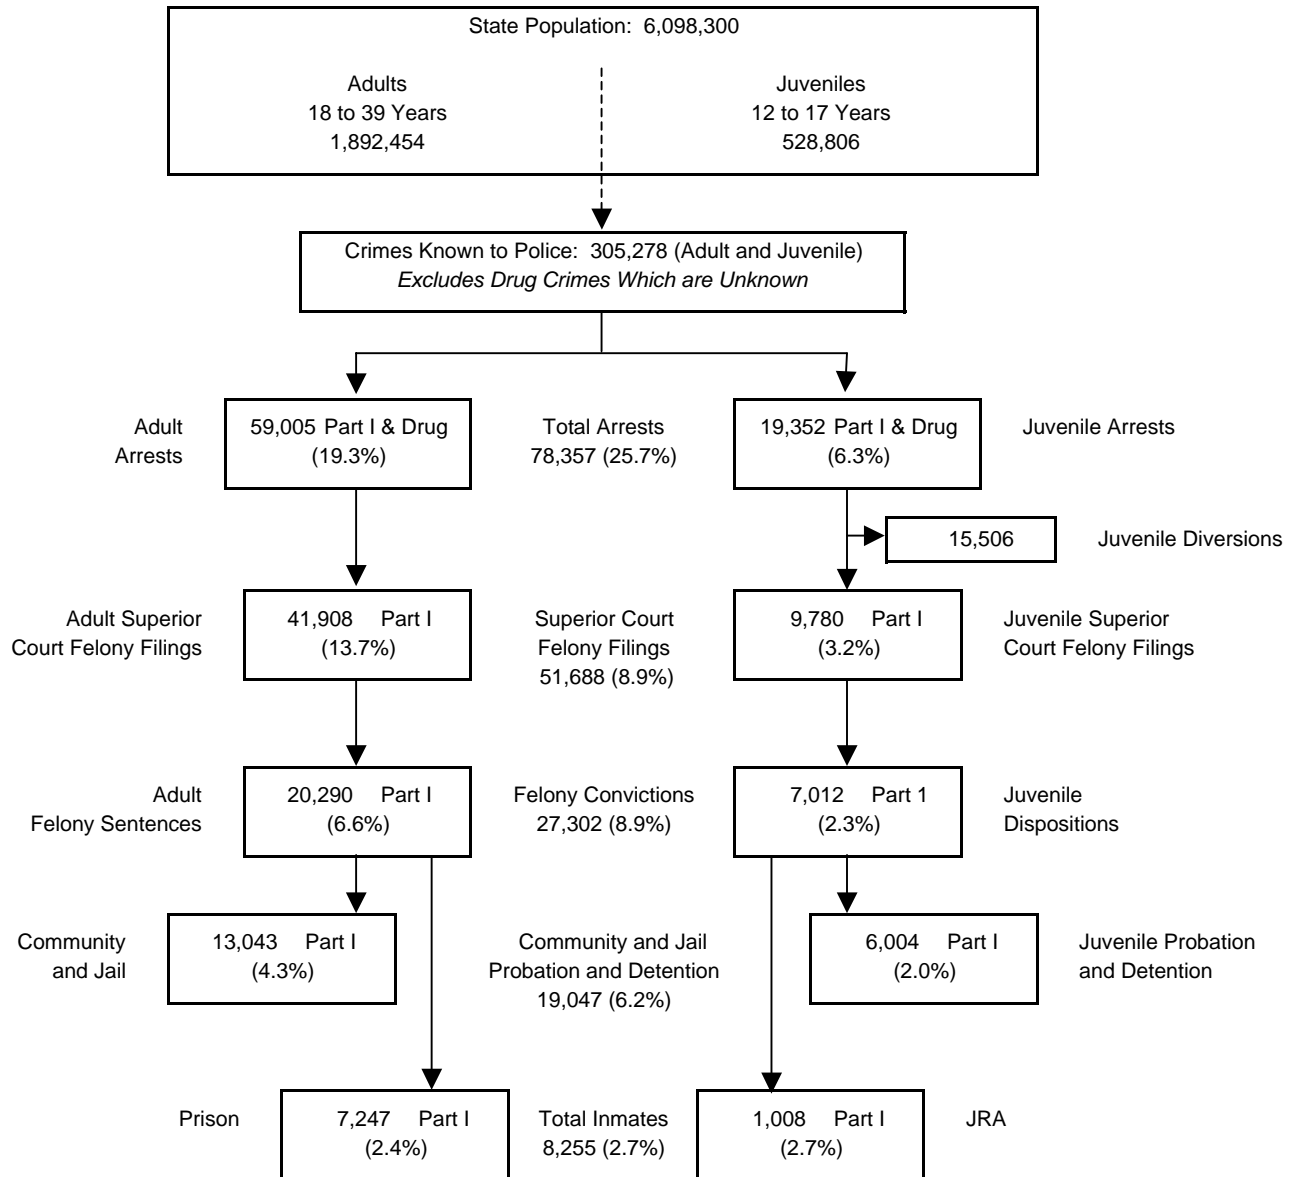 State Population: 6,098,300
Adults
18 to 39 Years
1,892,454
Juveniles
12 to 17 Years
528,806
Crimes Known to Police: 305,278 (Adult and Juvenile)
Excludes Drug Crimes Which are Unknown
Adult
Arrests
59,005 Part I & Drug
(19.3%)
Total Arrests
78,357 (25.7%)
19,352 Part I & Drug
(6.3%)
Juvenile Arrests
15,506
Juvenile Diversions
Adult Superior
Court Felony Filings
41,908 Part I
(13.7%)
Superior Court
Felony Filings
51,688 (8.9%)
9,780 Part I
(3.2%)
Juvenile Superior
Court Felony Filings
Adult
Felony Sentences
20,290 Part I
(6.6%)
Felony Convictions
27,302 (8.9%)
7,012 Part 1
(2.3%)
Juvenile
Dispositions
Community
and Jail
13,043 Part I
(4.3%)
Community and Jail
Probation and Detention
19,047 (6.2%)
6,004 Part I
(2.0%)
Juvenile Probation
and Detention
Prison
7,247 Part I
(2.4%)
Total Inmates
8,255 (2.7%)
1,008 Part I
(2.7%)
JRA